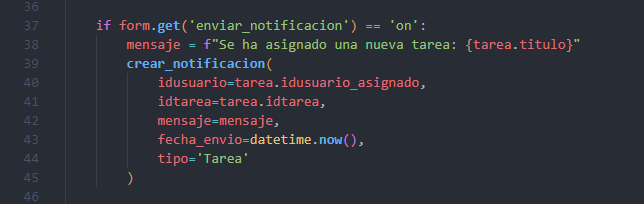 36
37 if form.get('enviar_notificacion') == 'on':
38 mensaje = f"Se ha asignado una nueva tarea: {tarea.titulo}"
39 crear_notificacion(
40 idusuario=tarea.idusuario_asignado,
41 idtarea=tarea.idtarea,
42 mensaje=mensaje,
43 fecha_envio=datetime.now(),
44 tipo='Tarea'
45 )
46